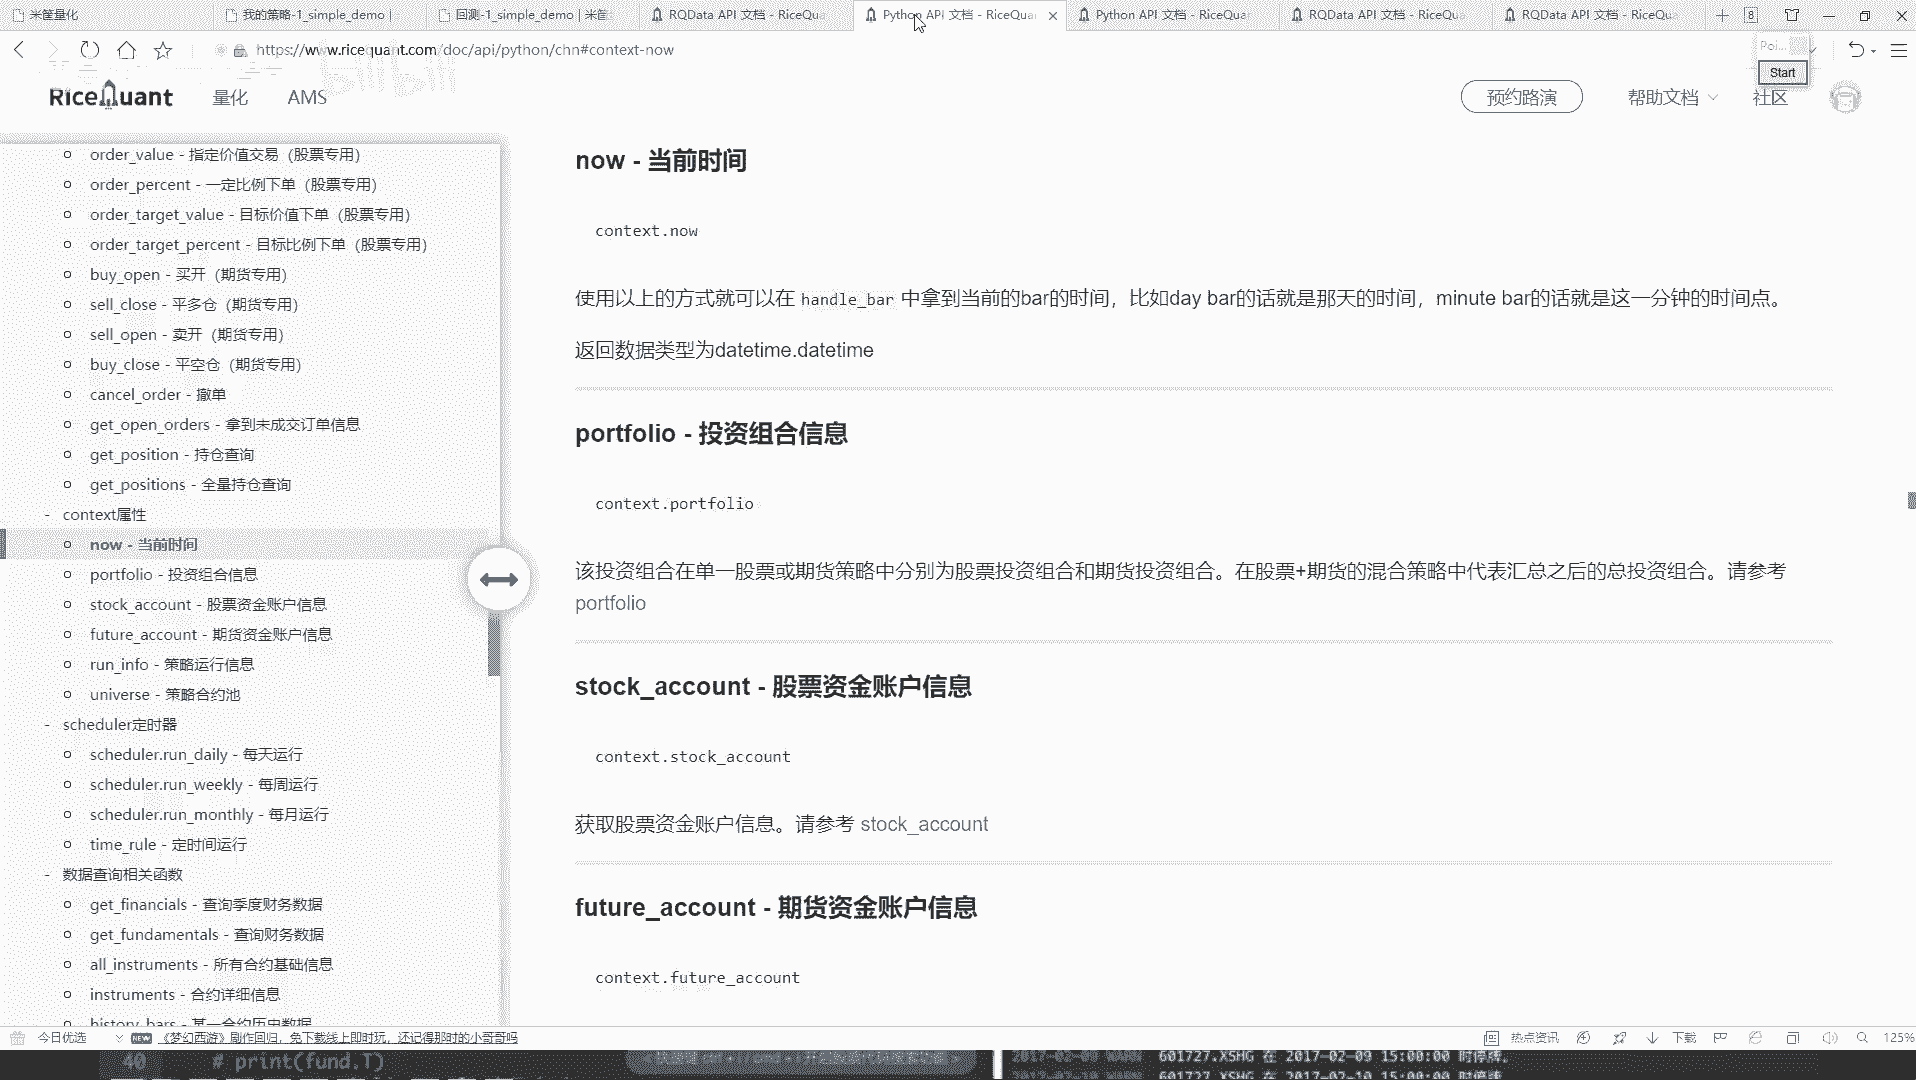 米筐量化
我的策略-1_simple_demo |
回测-1_simple_demo | 米筐
RQData API 文档 - RiceQua
Python API 文档 - RiceQuan
Python API 文档 - RiceQuan
RQData API 文档 - RiceQua
RQData API 文档 - RiceQua
8
https://www.ricequant.com/doc/api/python/chn#context-now
Poi...
Start
RiceQuant
量化
AMS
预约路演
帮助文档
社区
order_value - 指定价值交易（股票专用）
order_percent - 一定比例下单（股票专用）
order_target_value - 目标价值下单（股票专用）
order_target_percent - 目标比例下单（股票专用）
buy_open - 买开（期货专用）
sell_close - 平多仓（期货专用）
sell_open - 卖开（期货专用）
buy_close - 平空仓（期货专用）
cancel_order - 撤单
get_open_orders - 拿到未成交订单信息
get_position - 持仓查询
get_positions - 全量持仓查询
- context属性
now - 当前时间
portfolio - 投资组合信息
stock_account - 股票资金账户信息
future_account - 期货资金账户信息
run_info - 策略运行信息
universe - 策略合约池
- scheduler定时器
scheduler.run_daily - 每天运行
scheduler.run_weekly - 每周运行
scheduler.run_monthly - 每月运行
time_rule - 定时间运行
- 数据查询相关函数
get_financials - 查询季度财务数据
get_fundamentals - 查询财务数据
all_instruments - 所有合约基础信息
instruments - 合约详细信息
history_bars - 某一合约历史数据
now - 当前时间
context.now
使用以上的方式就可以在 handle_bar 中拿到当前的bar的时间，比如day bar的话就是那天的时间，minute bar的话就是这一分钟的时间点。
返回数据类型为datetime.datetime
portfolio - 投资组合信息
context.portfolio
该投资组合在单一股票或期货策略中分别为股票投资组合和期货投资组合。在股票+期货的混合策略中代表汇总之后的总投资组合。请参考
portfolio
stock_account - 股票资金账户信息
context.stock_account
获取股票资金账户信息。请参考 stock_account
future_account - 期货资金账户信息
context.future_account
今日优选
NEW
《梦幻西游》剧作回归，免下载线上即时玩，还记得那时的小哥哥吗
热点资讯
下载
125%
40 # print(fund.T)
2017-02-09 WARN 601727.XSHG 在 2017-02-09 15:00:00 时停牌。
2017-02-10 WARN 601727.XSHG 在 2017-02-10 15:00:00 时停牌。